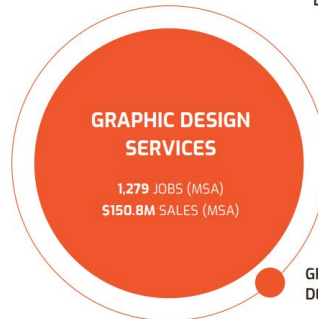 GRAPHIC DESIGN
SERVICES
1,279 JOBS (MSA)
$150.8M SALES (MSA)